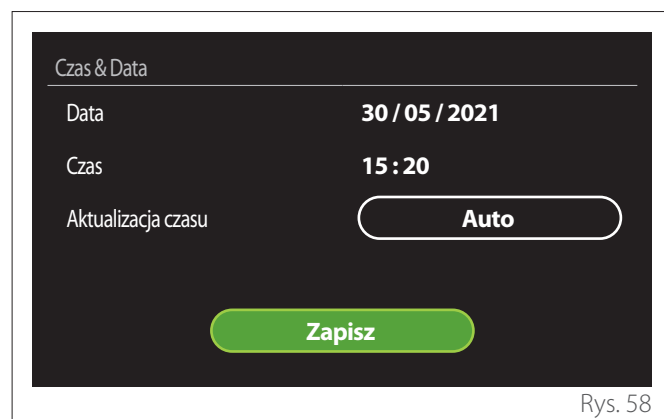 Czas & Data
Data 30 / 05 / 2021
Czas 15 : 20
Aktualizacja czasu Auto
Zapisz
Rys. 58